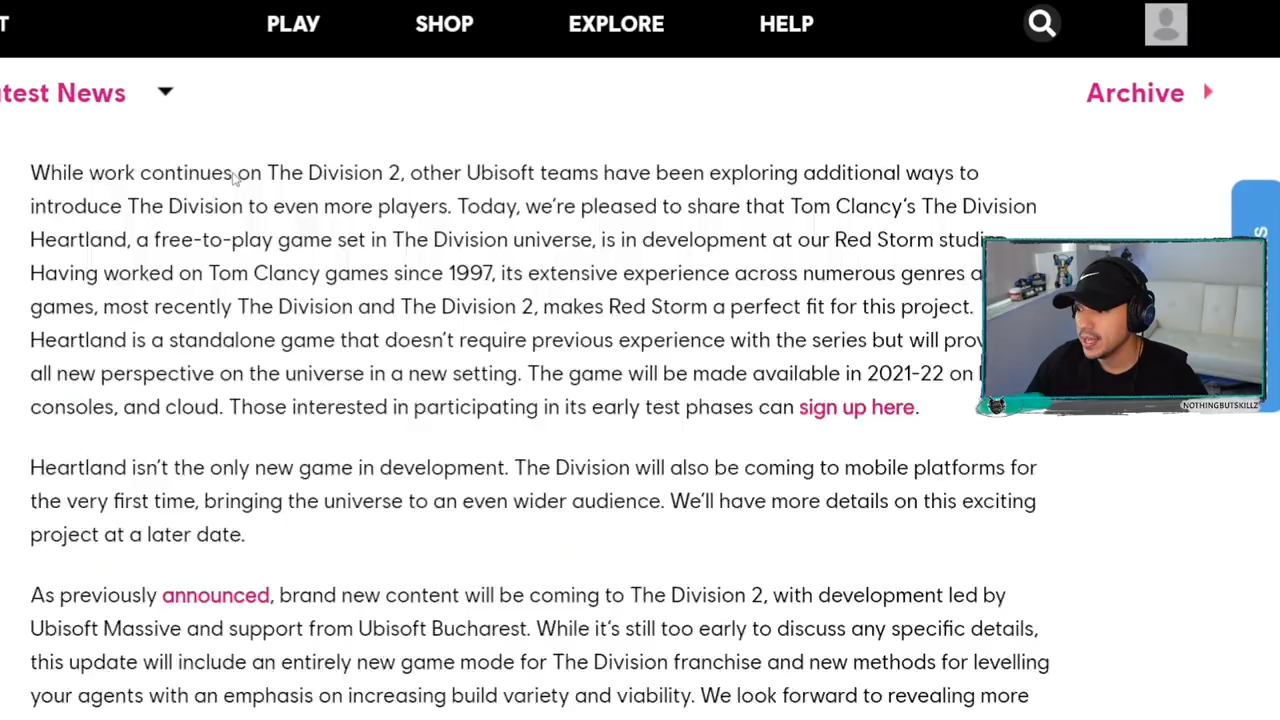 T PLAY SHOP EXPLORE HELP
test News Archive
While work continues on The Division 2, other Ubisoft teams have been exploring additional ways to
introduce The Division to even more players. Today, we're pleased to share that Tom Clancy's The Division
Heartland, a free-to-play game set in The Division universe, is in development at our Red Storm studio.
Having worked on Tom Clancy games since 1997, its extensive experience across numerous genres a
games, most recently The Division and The Division 2, makes Red Storm a perfect fit for this project.
Heartland is a standalone game that doesn't require previous experience with the series but will prov
all new perspective on the universe in a new setting. The game will be made available in 2021-22 on
consoles, and cloud. Those interested in participating in its early test phases can sign up here.
NOTHINGBUTSKILLZ
Heartland isn't the only new game in development. The Division will also be coming to mobile platforms for
the very first time, bringing the universe to an even wider audience. We'll have more details on this exciting
project at a later date.
As previously announced, brand new content will be coming to The Division 2, with development led by
Ubisoft Massive and support from Ubisoft Bucharest. While it's still too early to discuss any specific details,
this update will include an entirely new game mode for The Division franchise and new methods for levelling
your agents with an emphasis on increasing build variety and viability. We look forward to revealing more